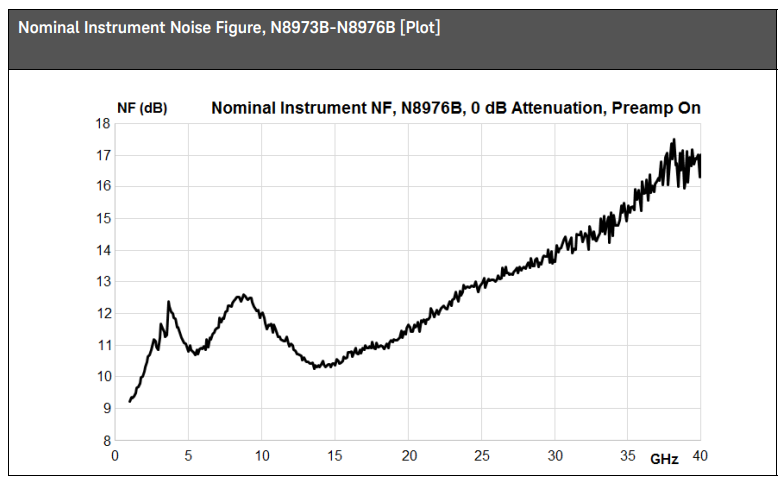 Nominal Instrument Noise Figure, N8973B-N8976B [Plot]
NF (dB)
Nominal Instrument NF, N8976B, 0 dB Attenuation, Preamp On
18
17
16
15
14
13
12
11
10
9
8
0 5 10 15 20 25 30 35 GHz 40